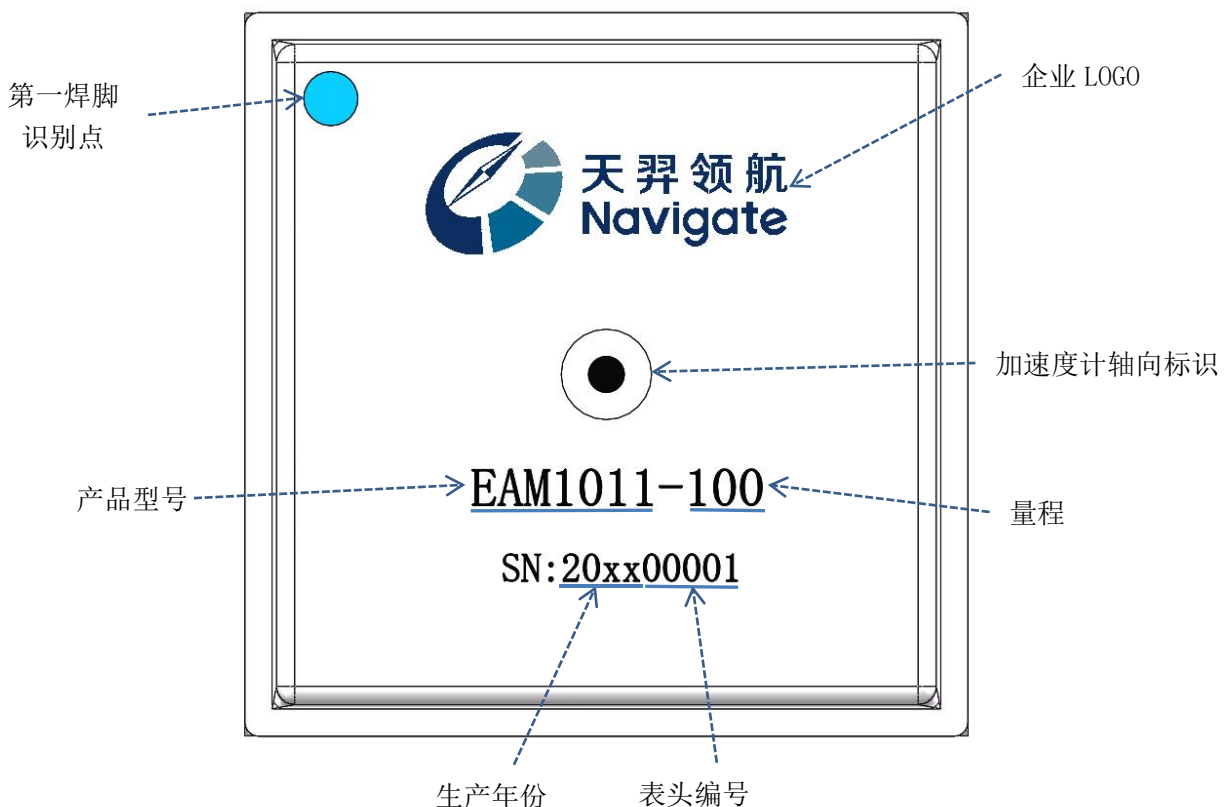 第一焊脚
识别点
企业 LOGO
天羿领航
Navigate
加速度计轴向标识
产品型号
EAM1011-100
量程
SN:20xx00001
生产年份
表头编号